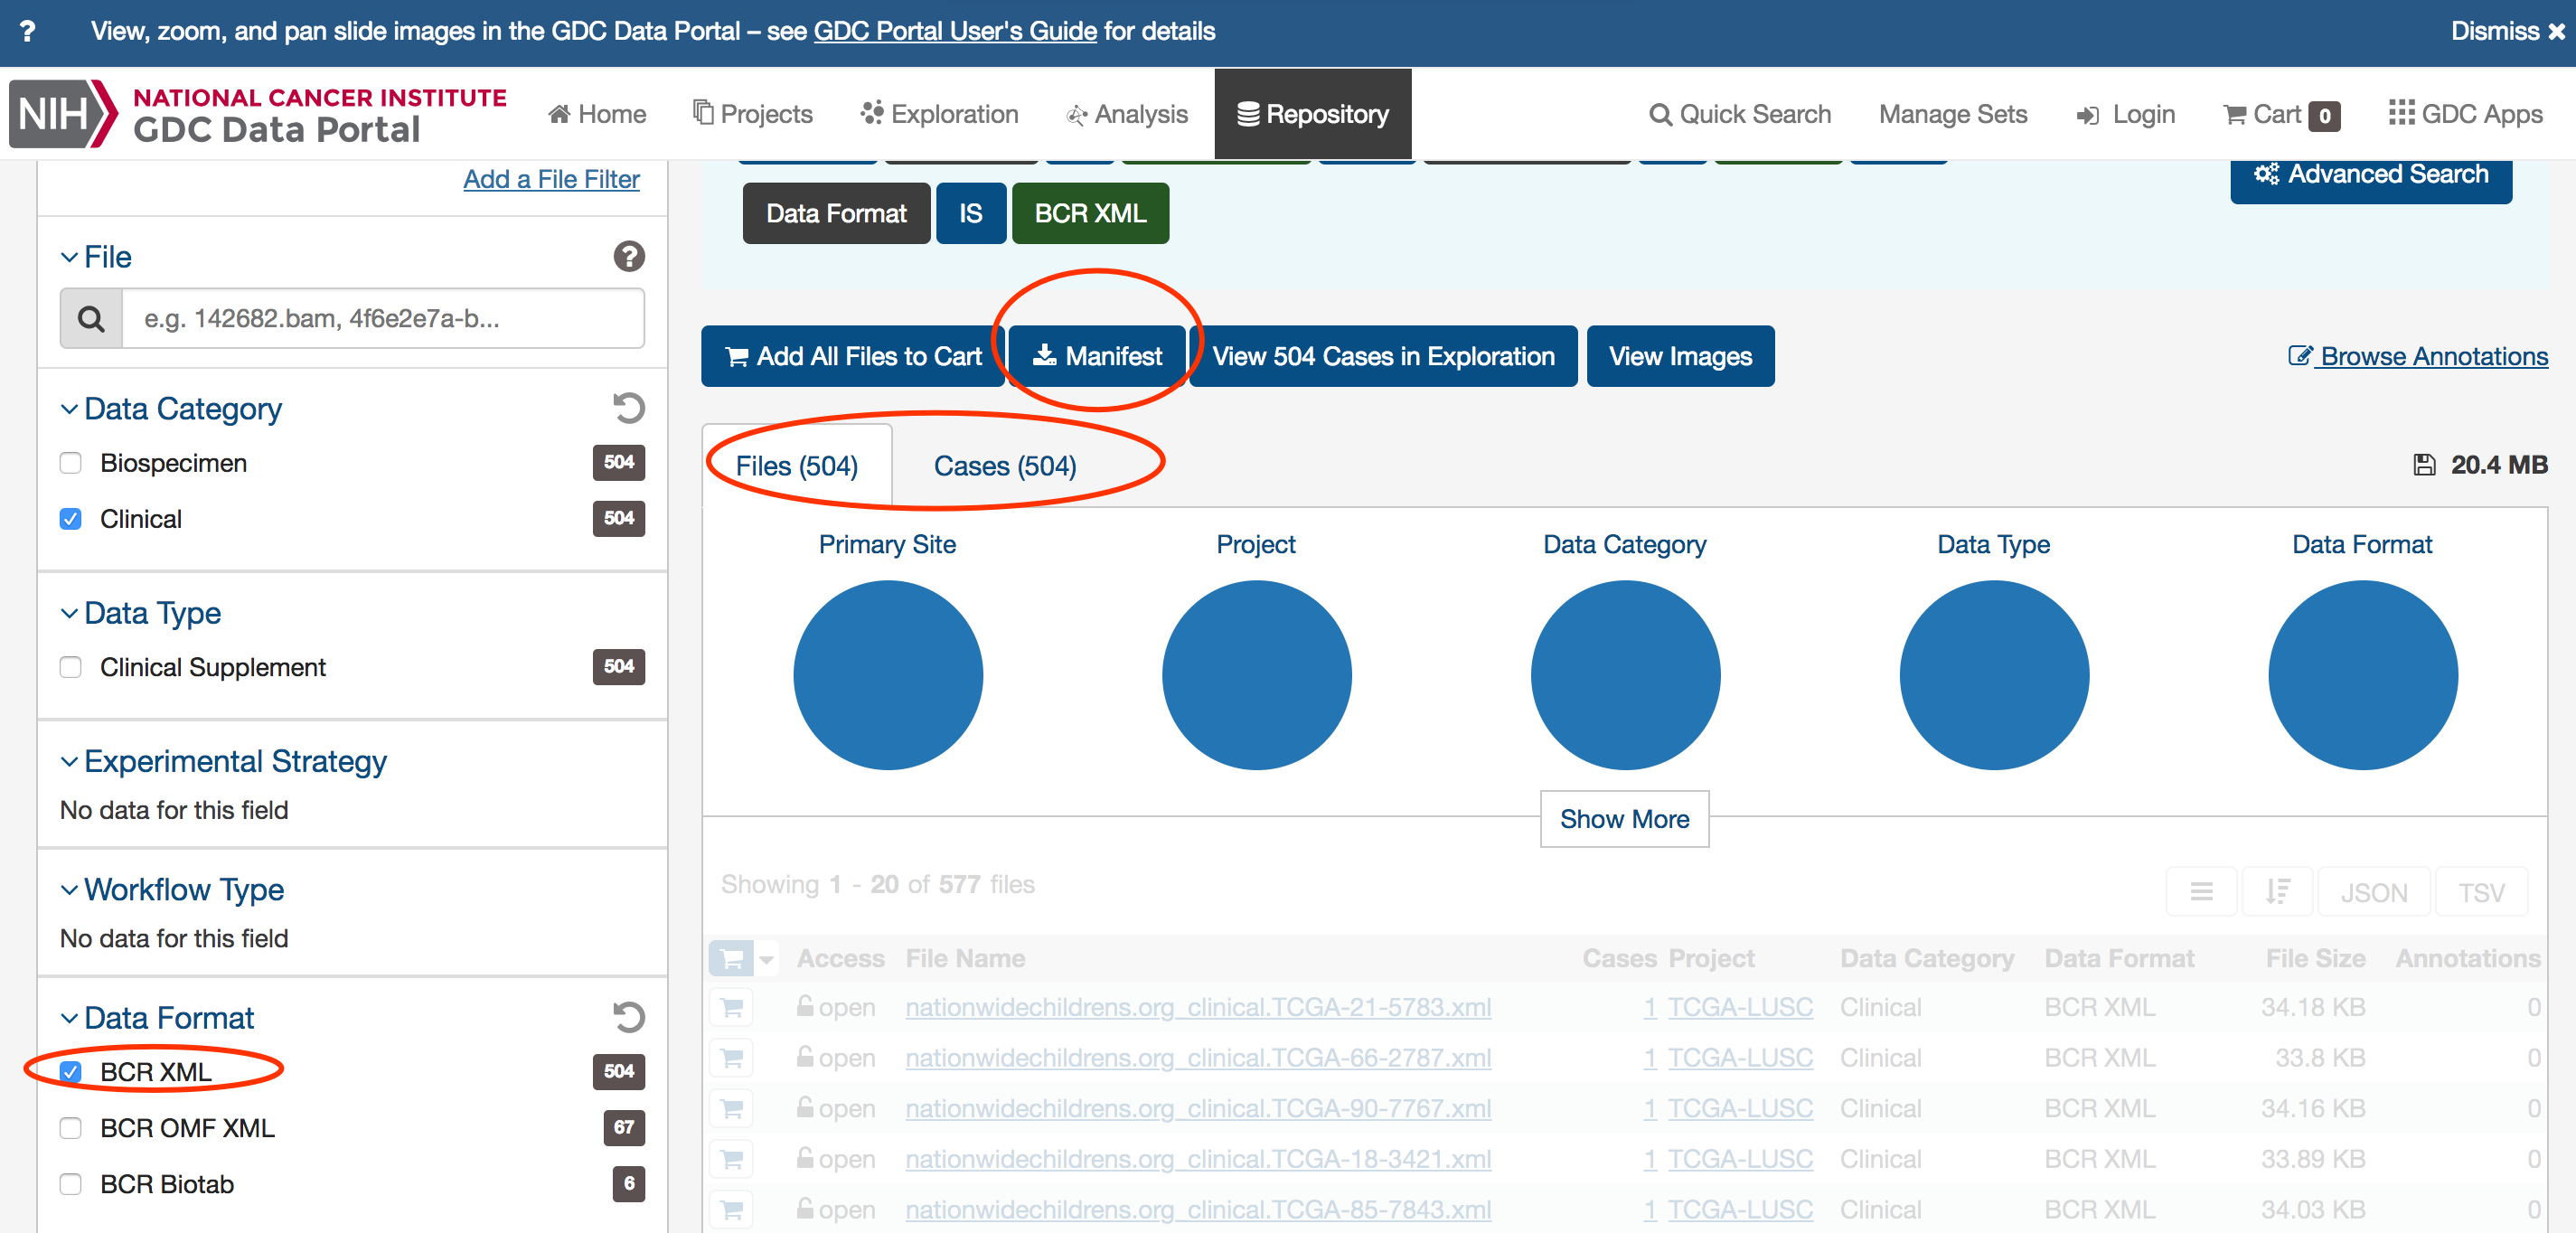 ? View, zoom, and pan slide images in the GDC Data Portal – see GDC Portal User's Guide for details Dismiss ×
NIH NATIONAL CANCER INSTITUTE
GDC Data Portal
Home Projects Exploration Analysis Repository Quick Search Manage Sets Login Cart 0 GDC Apps
Add a File Filter
File ?
e.g. 142682.bam, 4f6e2e7a-b...
Data Category
Biospecimen 504
Clinical 504
Data Type
Clinical Supplement 504
Experimental Strategy
No data for this field
Workflow Type
No data for this field
Data Format
BCR XML 504
BCR OMF XML 67
BCR Biotab 6
Advanced Search
Data Format IS BCR XML
Add All Files to Cart Manifest View 504 Cases in Exploration View Images Browse Annotations
Files (504) Cases (504) 20.4 MB
Primary Site Project Data Category Data Type Data Format
Show More
Showing 1 - 20 of 577 files JSON TSV
Access File Name Cases Project Data Category Data Format File Size Annotations
open nationwidechildrens.org_clinical.TCGA-21-5783.xml 1 TCGA-LUSC Clinical BCR XML 34.18 KB 0
open nationwidechildrens.org_clinical.TCGA-66-2787.xml 1 TCGA-LUSC Clinical BCR XML 33.8 KB 0
open nationwidechildrens.org_clinical.TCGA-90-7767.xml 1 TCGA-LUSC Clinical BCR XML 34.16 KB 0
open nationwidechildrens.org_clinical.TCGA-18-3421.xml 1 TCGA-LUSC Clinical BCR XML 33.89 KB 0
open nationwidechildrens.org_clinical.TCGA-85-7843.xml 1 TCGA-LUSC Clinical BCR XML 34.03 KB 0